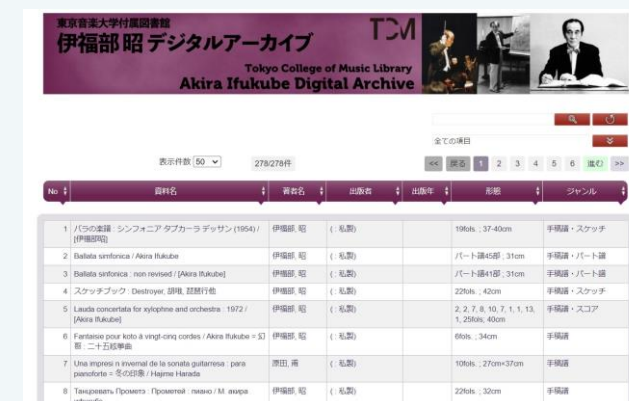 東京音楽大学付属図書館
伊福部 昭 デジタルアーカイブ
TCM
Tokyo College of Music Library
Akira Ifukube Digital Archive
全ての項目
表示件数 50 278/278件 << 戻る 1 2 3 4 5 6 進む >>
No 資料名 著者名 出版者 出版年 形態 ジャンル
1 バラの楽譜 : シンフォニア タプカーラ デッサン (1954) / [伊福部昭] 伊福部, 昭 (: 私製) 19fols. ; 37-40cm 手稿譜・スケッチ
2 Ballata sinfonica / Akira Ifukube 伊福部, 昭 (: 私製) パート譜45部 ; 31cm 手稿譜・パート譜
3 Ballata sinfonica : non revised / [Akira Ifukube] 伊福部, 昭 (: 私製) パート譜41部 ; 31cm 手稿譜・パート譜
4 スケッチブック : Destroyer, 胡哦, 琵琶行他 伊福部, 昭 (: 私製) 22fols. ; 42cm 手稿譜・スケッチ
5 Lauda concertata for xylophne and orchestra : 1972 / [Akira Ifukube] 伊福部, 昭 (: 私製) 2, 2, 7, 8, 10, 7, 1, 1, 13, 1, 25fols; 40cm 手稿譜・スコア
6 Fantaisie pour koto à vingt-cinq cordes / Akira Ifukube = 幻哥 : 二十五絃箏曲 伊福部, 昭 (: 私製) 6fols. ; 34cm 手稿譜
7 Una impresi n invernal de la sonata guitarresa : para pianoforte = 冬の印象 / Hajime Harada 原田, 甫 (: 私製) 10fols. ; 27cm×37cm 手稿譜
8 Танцревать Прометэ : Прометей : пиано / М. акира 伊福部, 昭 (: 私製) 22fols. ; 32cm 手稿譜